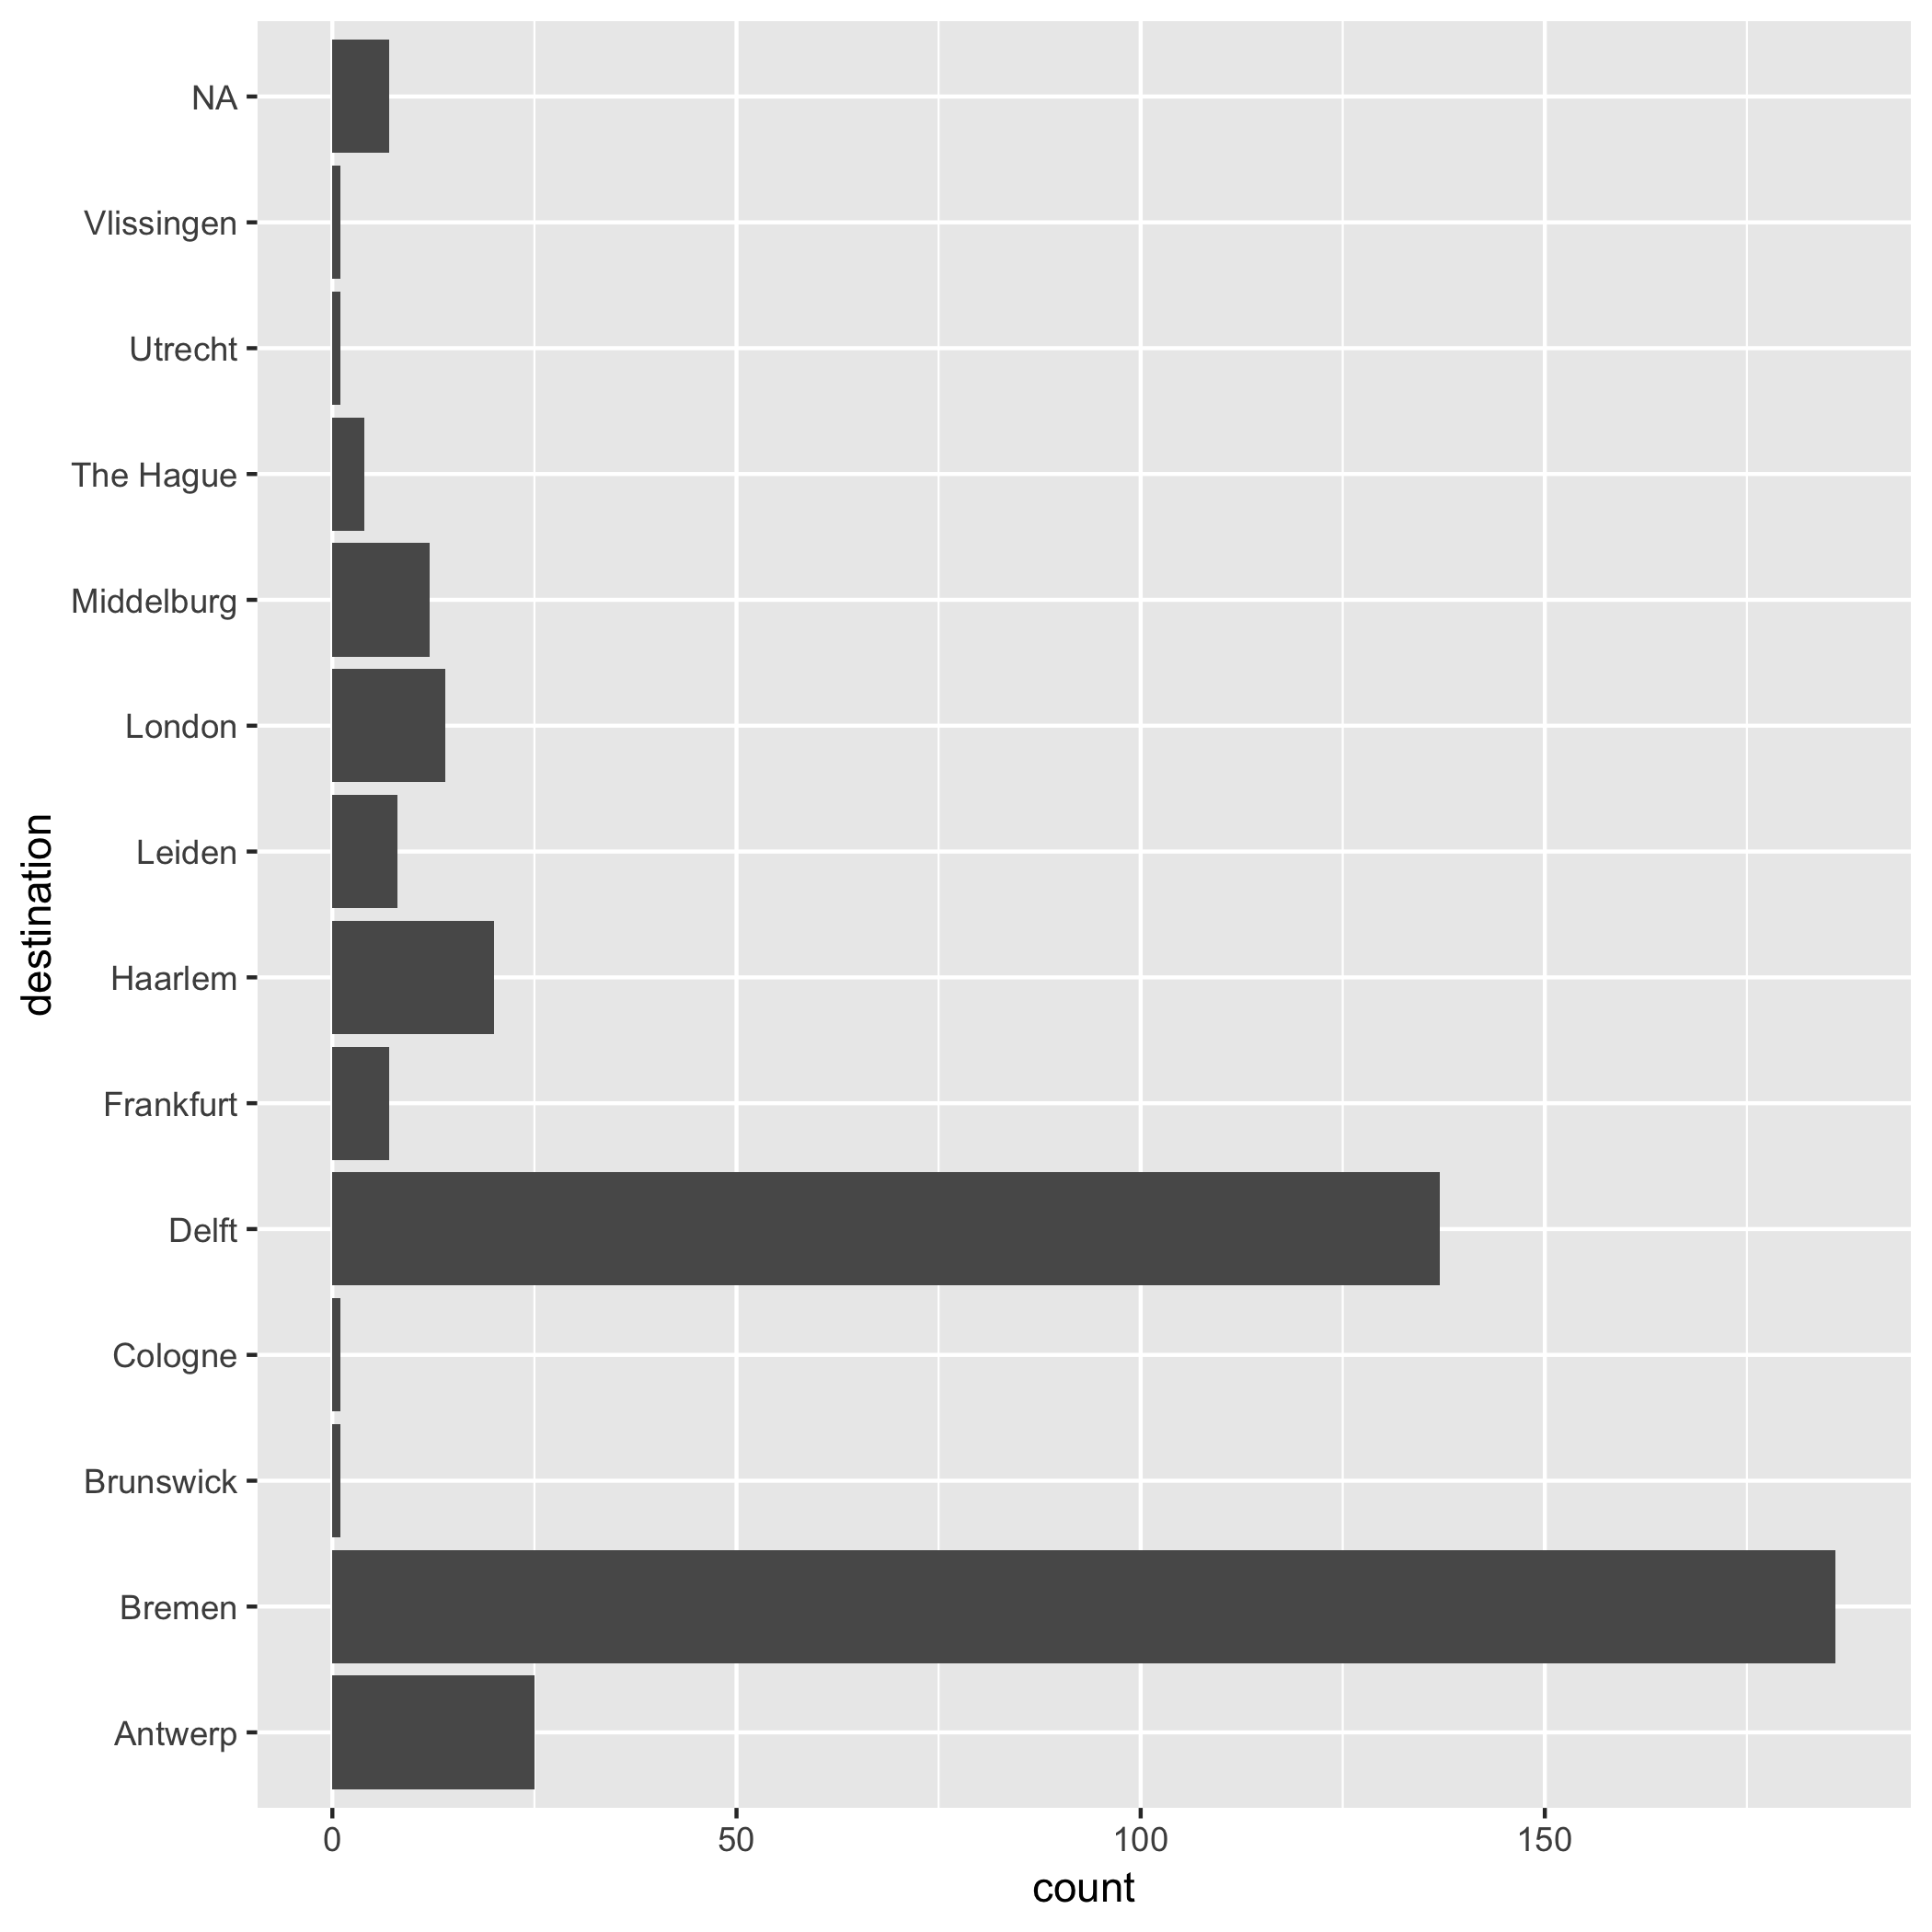 NA
Vlissingen
Utrecht
The Hague
Middelburg
London
Leiden
Haarlem
Frankfurt
Delft
Cologne
Brunswick
Bremen
Antwerp
destination
0 50 100 150
count